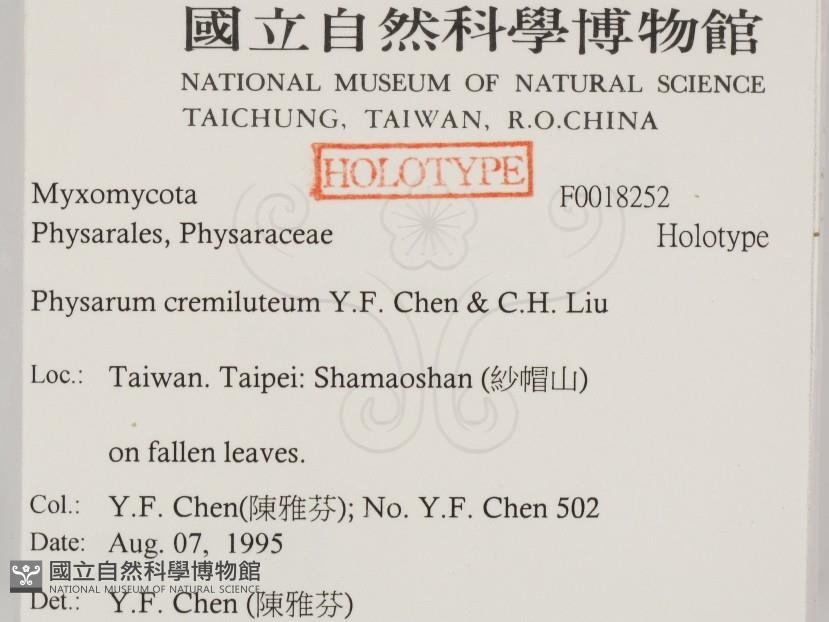 國立自然科學博物館
NATIONAL MUSEUM OF NATURAL SCIENCE
TAICHUNG, TAIWAN, R.O.CHINA
HOLOTYPE
Myxomycota F0018252
Physarales, Physaraceae Holotype
Physarum cremiluteum Y.F. Chen & C.H. Liu
Loc.: Taiwan. Taipei: Shamaoshan (紗帽山)
on fallen leaves.
Col.: Y.F. Chen(陳雅芬); No. Y.F. Chen 502
Date: Aug. 07, 1995
國立自然科學博物館
NATIONAL MUSEUM OF NATURAL SCIENCE
Det.: Y.F. Chen (陳雅芬)